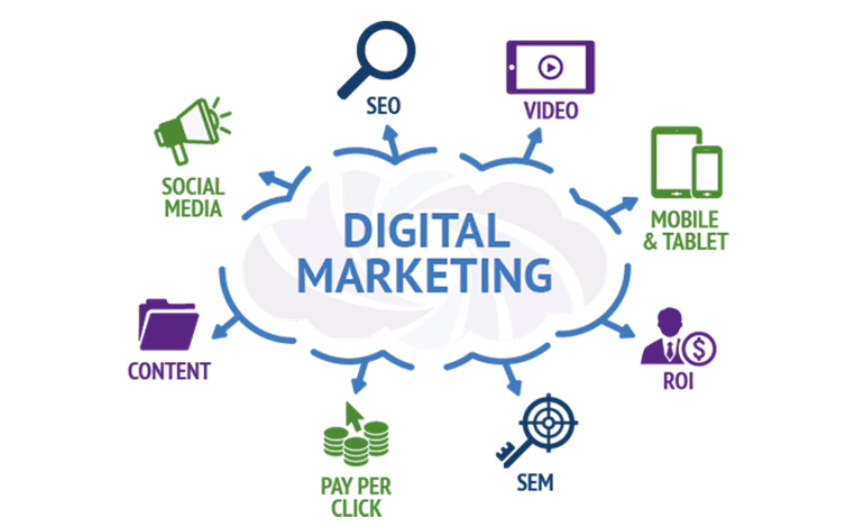 SEO
VIDEO
SOCIAL
MEDIA
MOBILE
& TABLET
DIGITAL
MARKETING
CONTENT
$
ROI
PAY PER
CLICK
SEM